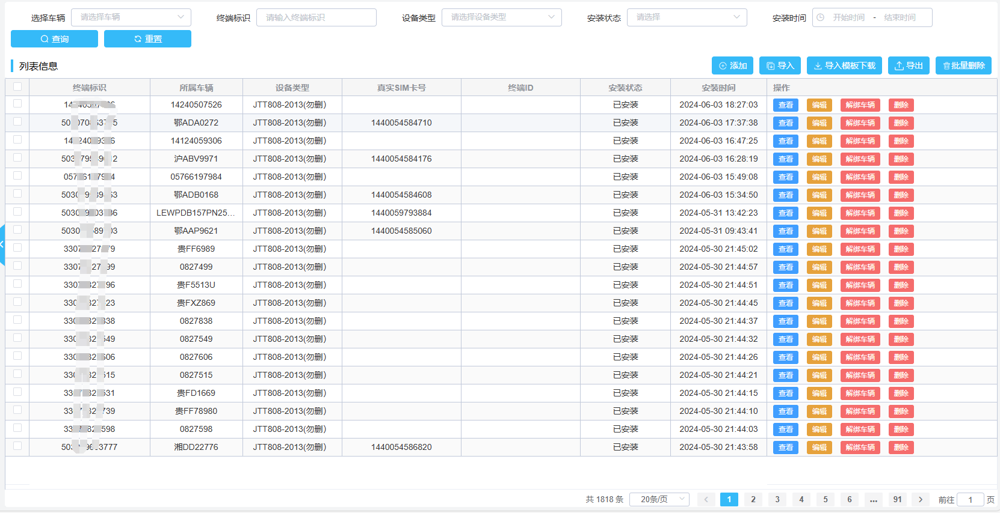 选择车辆 请选择车辆 终端标识 请输入终端标识 设备类型 请选择设备类型 安装状态 请选择 安装时间 开始时间 - 结束时间
查询 重置
列表信息 添加 导入 导入模板下载 导出 批量删除
终端标识 所属车辆 设备类型 真实SIM卡号 终端ID 安装状态 安装时间 操作
14240507526 JTT808-2013(勿删) 已安装 2024-06-03 18:27:03 查看 编辑 解绑车辆 删除
鄂ADA0272 JTT808-2013(勿删) 1440054584710 已安装 2024-06-03 17:37:38 查看 编辑 解绑车辆 删除
14124059306 JTT808-2013(勿删) 已安装 2024-06-03 16:47:25 查看 编辑 解绑车辆 删除
沪ABV9971 JTT808-2013(勿删) 1440054584176 已安装 2024-06-03 16:28:19 查看 编辑 解绑车辆 删除
05766197984 JTT808-2013(勿删) 已安装 2024-06-03 15:49:08 查看 编辑 解绑车辆 删除
鄂ADB0168 JTT808-2013(勿删) 1440054584608 已安装 2024-06-03 15:34:50 查看 编辑 解绑车辆 删除
LEWPDB157PN25... JTT808-2013(勿删) 1440059793884 已安装 2024-05-31 13:42:23 查看 编辑 解绑车辆 删除
鄂AAP9621 JTT808-2013(勿删) 1440054585060 已安装 2024-05-31 09:43:41 查看 编辑 解绑车辆 删除
贵FF6989 JTT808-2013(勿删) 已安装 2024-05-30 21:45:02 查看 编辑 解绑车辆 删除
0827499 JTT808-2013(勿删) 已安装 2024-05-30 21:44:57 查看 编辑 解绑车辆 删除
贵F5513U JTT808-2013(勿删) 已安装 2024-05-30 21:44:51 查看 编辑 解绑车辆 删除
贵FXZ869 JTT808-2013(勿删) 已安装 2024-05-30 21:44:45 查看 编辑 解绑车辆 删除
0827838 JTT808-2013(勿删) 已安装 2024-05-30 21:44:37 查看 编辑 解绑车辆 删除
0827549 JTT808-2013(勿删) 已安装 2024-05-30 21:44:32 查看 编辑 解绑车辆 删除
0827606 JTT808-2013(勿删) 已安装 2024-05-30 21:44:26 查看 编辑 解绑车辆 删除
0827515 JTT808-2013(勿删) 已安装 2024-05-30 21:44:21 查看 编辑 解绑车辆 删除
贵FD1669 JTT808-2013(勿删) 已安装 2024-05-30 21:44:15 查看 编辑 解绑车辆 删除
贵FF78980 JTT808-2013(勿删) 已安装 2024-05-30 21:44:10 查看 编辑 解绑车辆 删除
0827598 JTT808-2013(勿删) 已安装 2024-05-30 21:44:03 查看 编辑 解绑车辆 删除
湘DD22776 JTT808-2013(勿删) 1440054586820 已安装 2024-05-30 21:43:58 查看 编辑 解绑车辆 删除
共 1818 条 20条/页 1 2 3 4 5 6 ... 91 前往 1 页